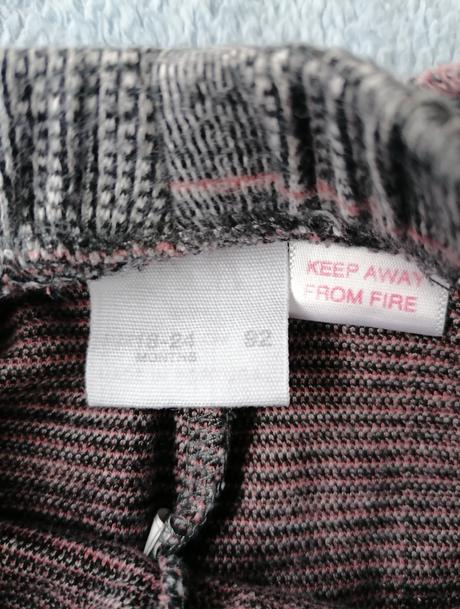 18-24 92
MONTHS
KEEP AWAY
FROM FIRE